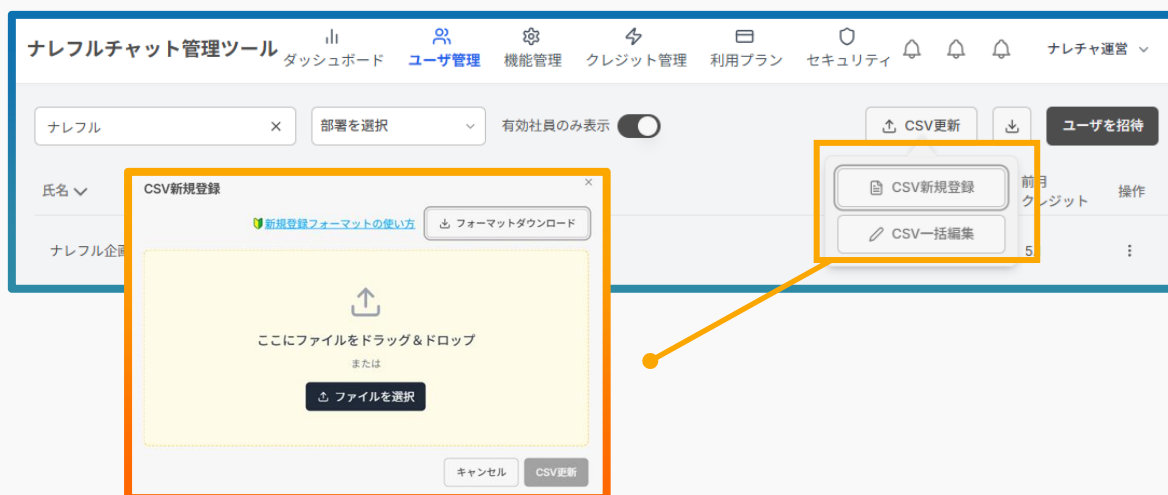 ナレフルチャット管理ツール
ダッシュボード
ユーザ管理
機能管理
クレジット管理
利用プラン
セキュリティ
ナレチャ運営
ナレフル
部署を選択
有効社員のみ表示
CSV更新
ユーザを招待
CSV新規登録
CSV一括編集
氏名
前月
クレジット
操作
ナレフル企画
5
CSV新規登録
新規登録フォーマットの使い方
フォーマットダウンロード
ここにファイルをドラッグ&ドロップ
または
ファイルを選択
キャンセル
CSV更新